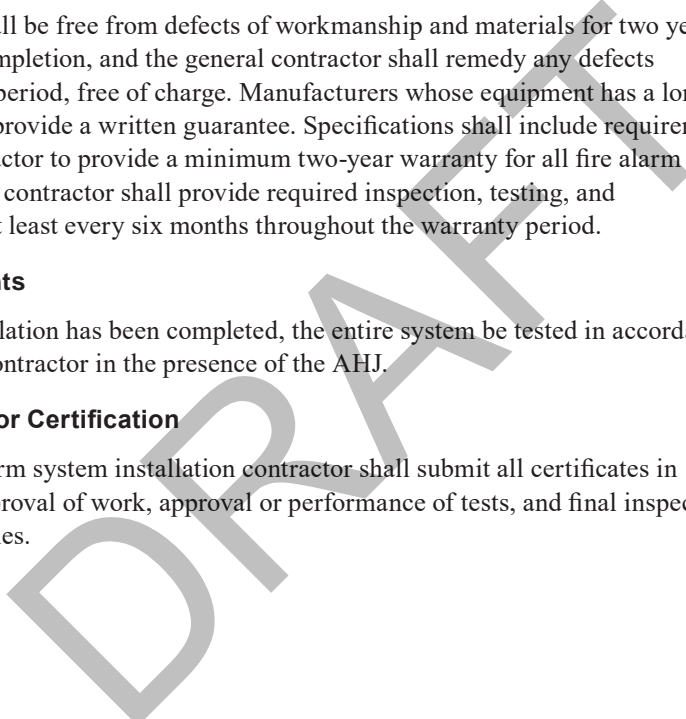 ll be free from defects of workmanship and materials for two ye
mpletion, and the general contractor shall remedy any defects
period, free of charge. Manufacturers whose equipment has a lon
provide a written guarantee. Specifications shall include requirem
actor to provide a minimum two-year warranty for all fire alarm
contractor shall provide required inspection, testing, and
t least every six months throughout the warranty period.
nts
llation has been completed, the entire system be tested in accorda
ontractor in the presence of the AHJ.
or Certification
rm system installation contractor shall submit all certificates in
proval of work, approval or performance of tests, and final inspec
ies.
DRAFT